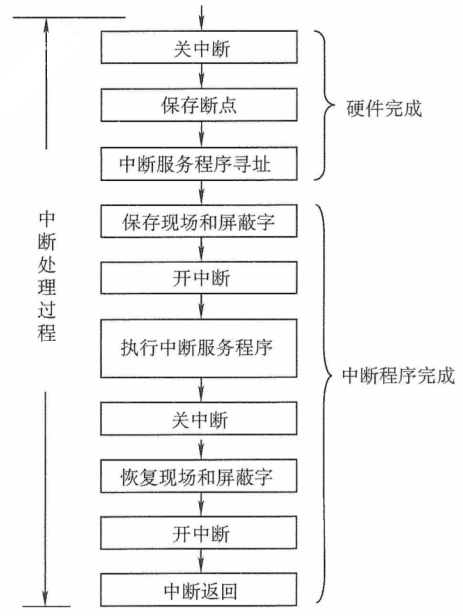 关中断
保存断点
硬件完成
中断服务程序寻址
保存现场和屏蔽字
开中断
中断处理过程
执行中断服务程序
中断程序完成
关中断
恢复现场和屏蔽字
开中断
中断返回